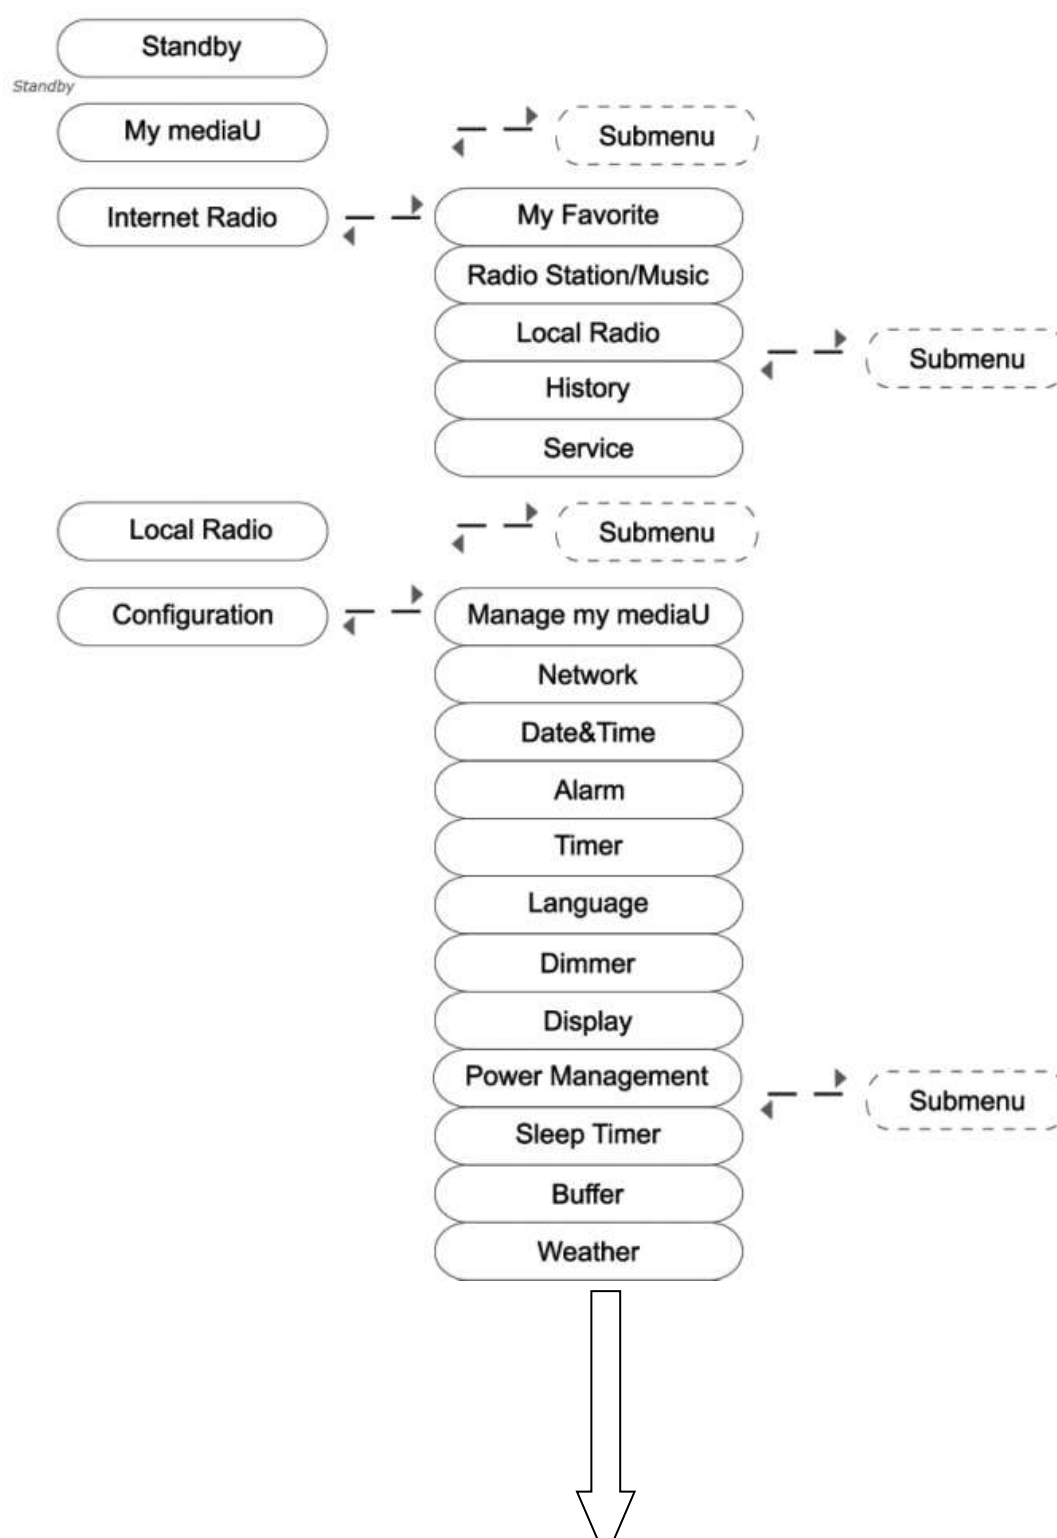 Standby
Standby
My mediaU
Submenu
Internet Radio
My Favorite
Radio Station/Music
Local Radio
Submenu
History
Service
Local Radio
Submenu
Configuration
Manage my mediaU
Network
Date&Time
Alarm
Timer
Language
Dimmer
Display
Power Management
Submenu
Sleep Timer
Buffer
Weather